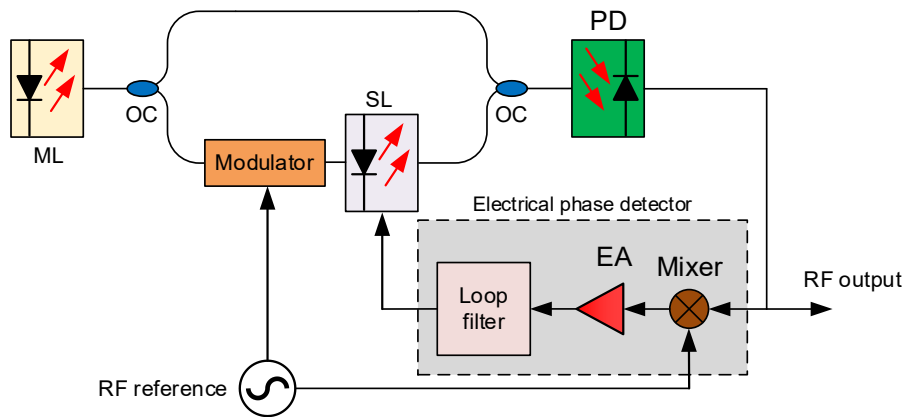 PD
OC
OC
ML
SL
Modulator
Electrical phase detector
EA
Mixer
Loop
filter
RF output
RF reference